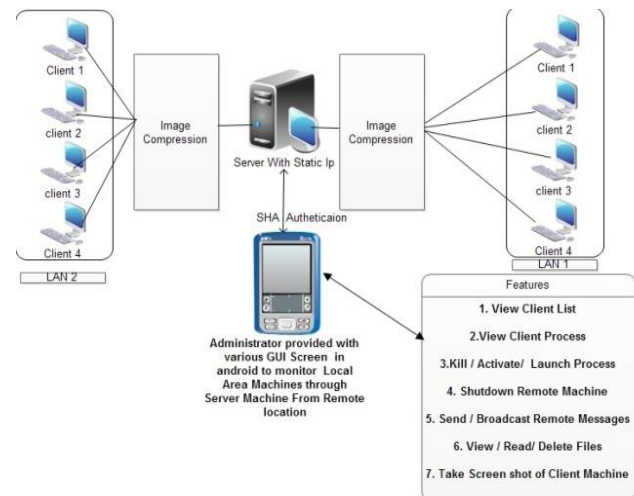 Client 1
client 2
client 3
Client 4
LAN 2
Image
Compression
Server With Static Ip
Image
Compression
Client 1
client 2
client 3
Client 4
LAN 1
SHA Autheticaion
Administrator provided with
various GUI Screen in
android to monitor Local
Area Machines through
Server Machine From Remote
location
Features
1. View Client List
2.View Client Process
3.Kill / Activate/ Launch Process
4. Shutdown Remote Machine
5. Send / Broadcast Remote Messages
6. View / Read/ Delete Files
7. Take Screen shot of Client Machine